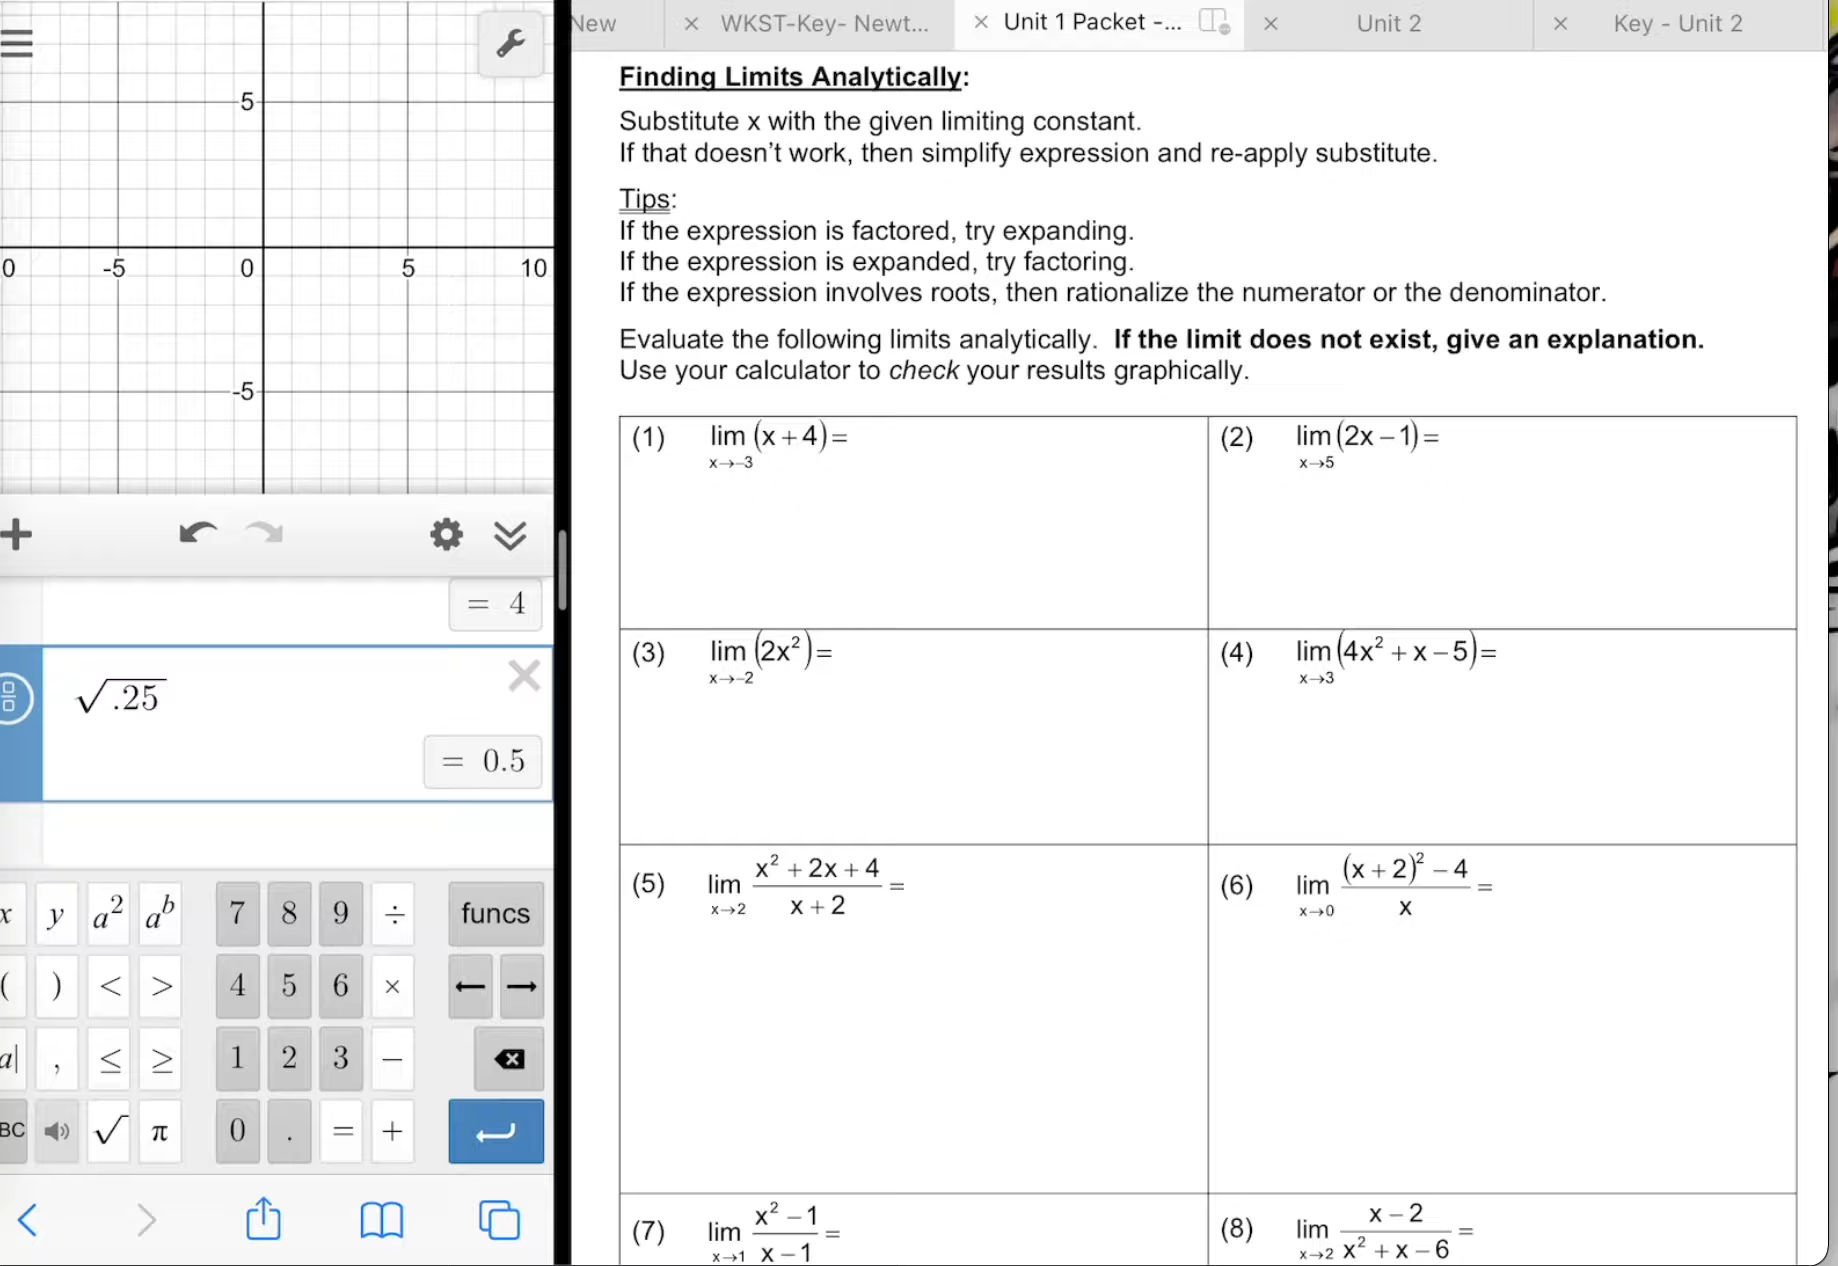 5
0 -5 0 5 10
-5
= 4
√.25
= 0.5
x y a² aᵇ 7 8 9 ÷ funcs
( ) < > 4 5 6 × ← →
a| , ≤ ≥ 1 2 3 −
BC √ π 0 . = +
New × WKST-Key- Newt... × Unit 1 Packet -... × Unit 2 × Key - Unit 2
Finding Limits Analytically:
Substitute x with the given limiting constant.
If that doesn't work, then simplify expression and re-apply substitute.
Tips:
If the expression is factored, try expanding.
If the expression is expanded, try factoring.
If the expression involves roots, then rationalize the numerator or the denominator.
Evaluate the following limits analytically. If the limit does not exist, give an explanation.
Use your calculator to check your results graphically.
(1) lim x→-3 (x + 4) =
(2) lim x→5 (2x − 1) =
(3) lim x→-2 (2x²) =
(4) lim x→3 (4x² + x − 5) =
(5) lim x→2 (x² + 2x + 4)/(x + 2) =
(6) lim x→0 ((x + 2)² − 4)/x =
(7) lim x→1 (x² − 1)/(x − 1) =
(8) lim x→2 (x − 2)/(x² + x − 6) =